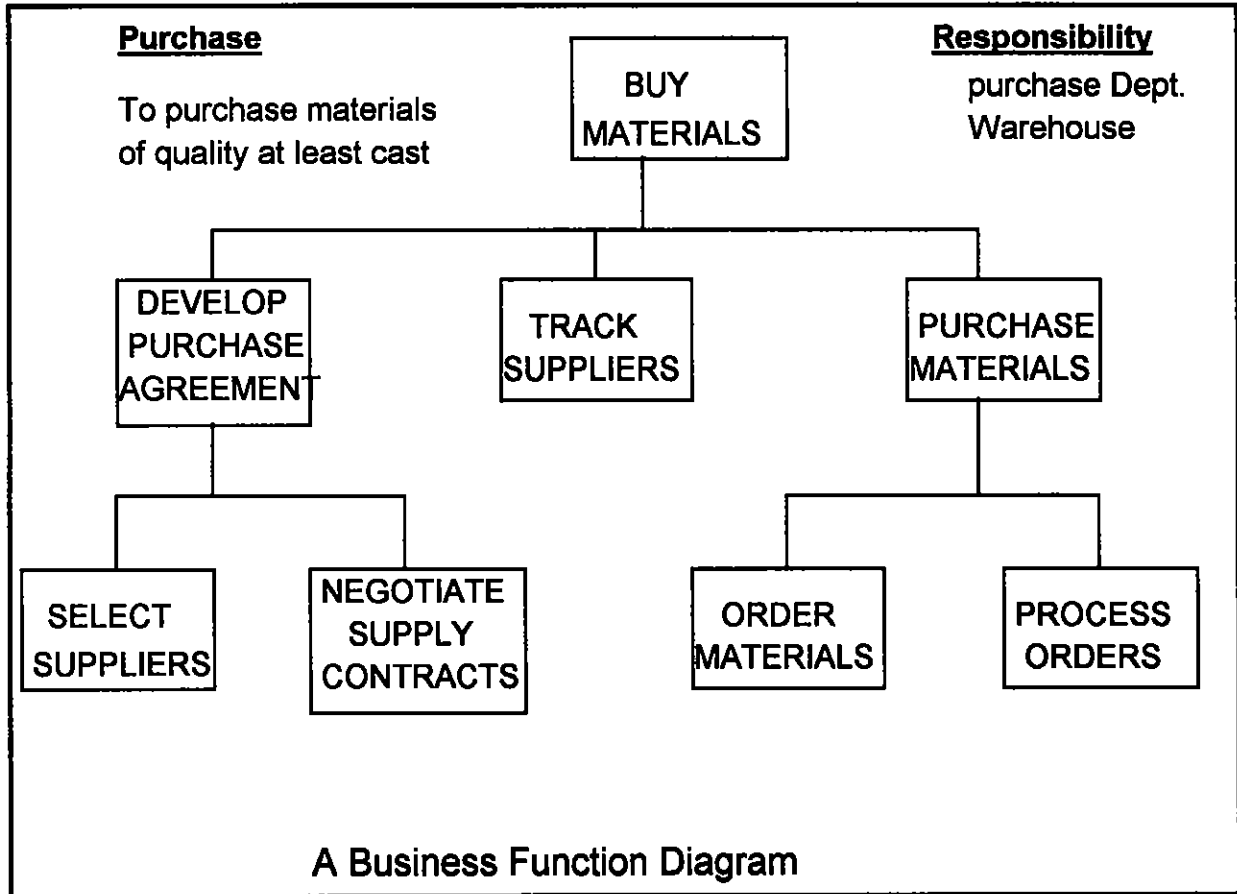 Purchase
To purchase materials
of quality at least cast
Responsibility
purchase Dept.
Warehouse
BUY
MATERIALS
DEVELOP
PURCHASE
AGREEMENT
TRACK
SUPPLIERS
PURCHASE
MATERIALS
SELECT
SUPPLIERS
NEGOTIATE
SUPPLY
CONTRACTS
ORDER
MATERIALS
PROCESS
ORDERS
A Business Function Diagram